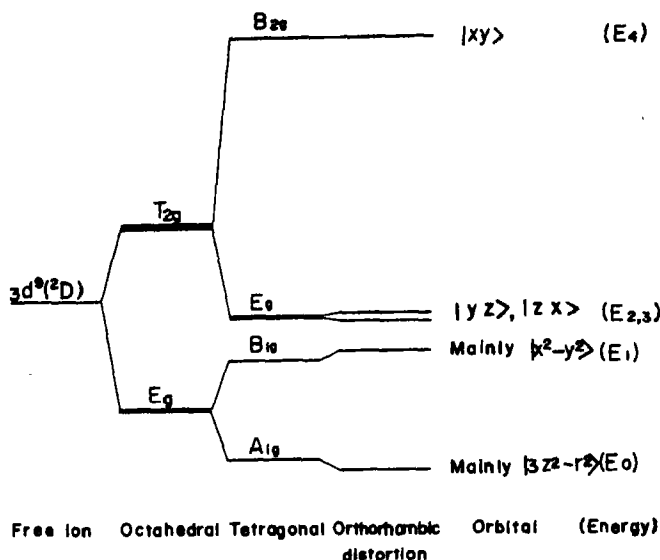 B2g |xy> (E4)
T2g
3d⁹(²D)
Eg |yz>, |zx> (E2,3)
B1g Mainly |x²-y²> (E1)
Eg
A1g Mainly |3z²-r²> (E0)
Free ion Octahedral Tetragonal Orthorhambic Orbital (Energy)
distortion